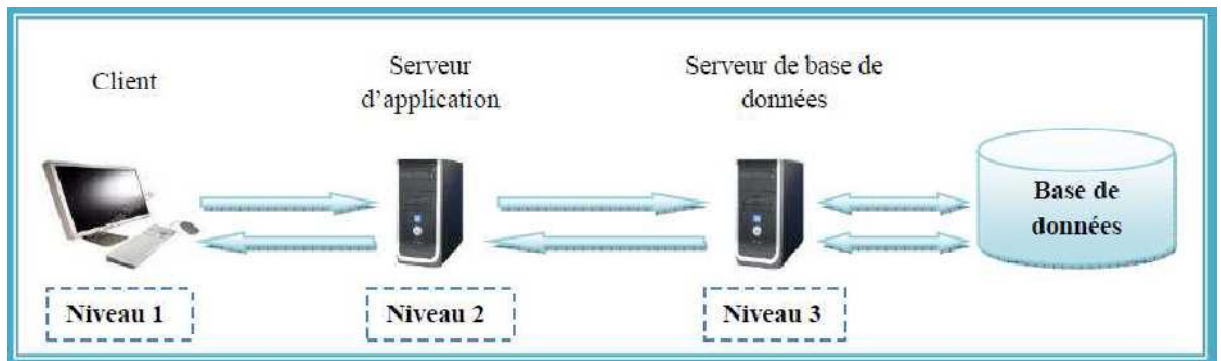 Client
Serveur
d'application
Serveur de base de
données
Base de
données
Niveau 1
Niveau 2
Niveau 3